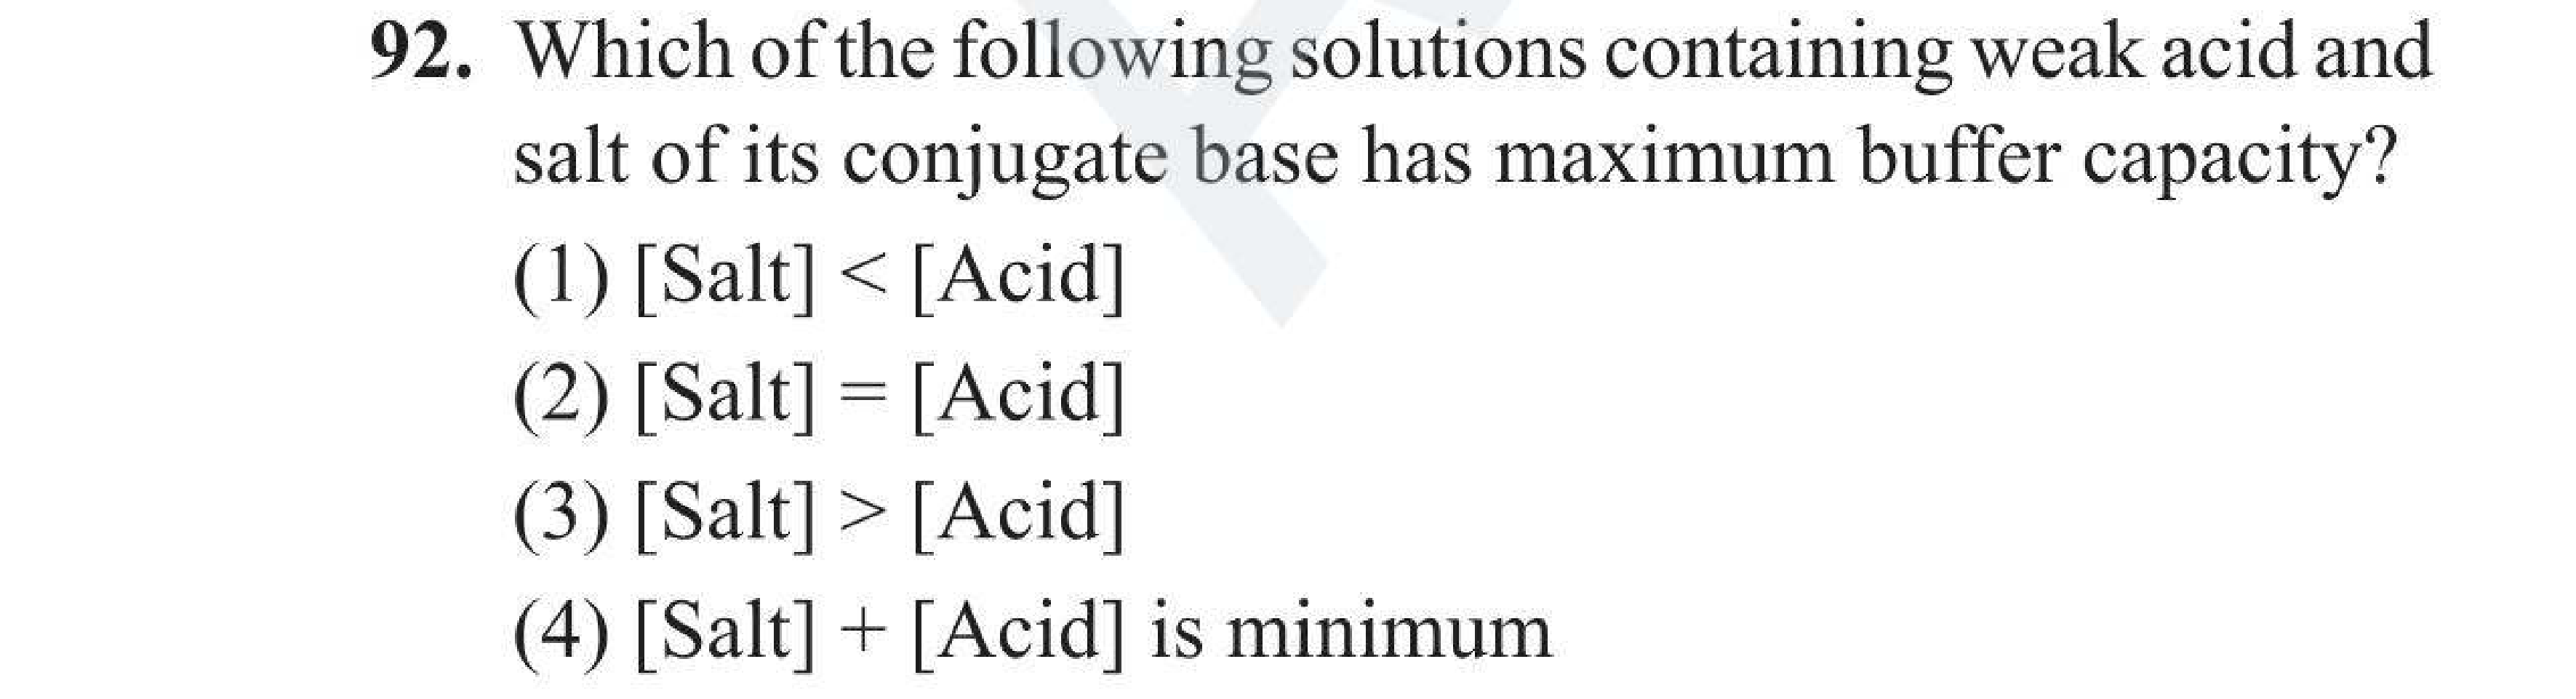 92. Which of the following solutions containing weak acid and
salt of its conjugate base has maximum buffer capacity?
(1) [Salt] < [Acid]
(2) [Salt] = [Acid]
(3) [Salt] > [Acid]
(4) [Salt] + [Acid] is minimum